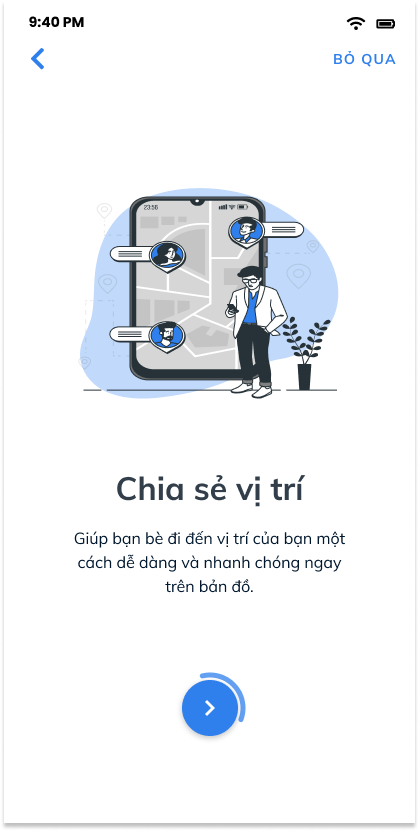 9:40 PM
BỎ QUA
23:56
Chia sẻ vị trí
Giúp bạn bè đi đến vị trí của bạn một
cách dễ dàng và nhanh chóng ngay
trên bản đồ.